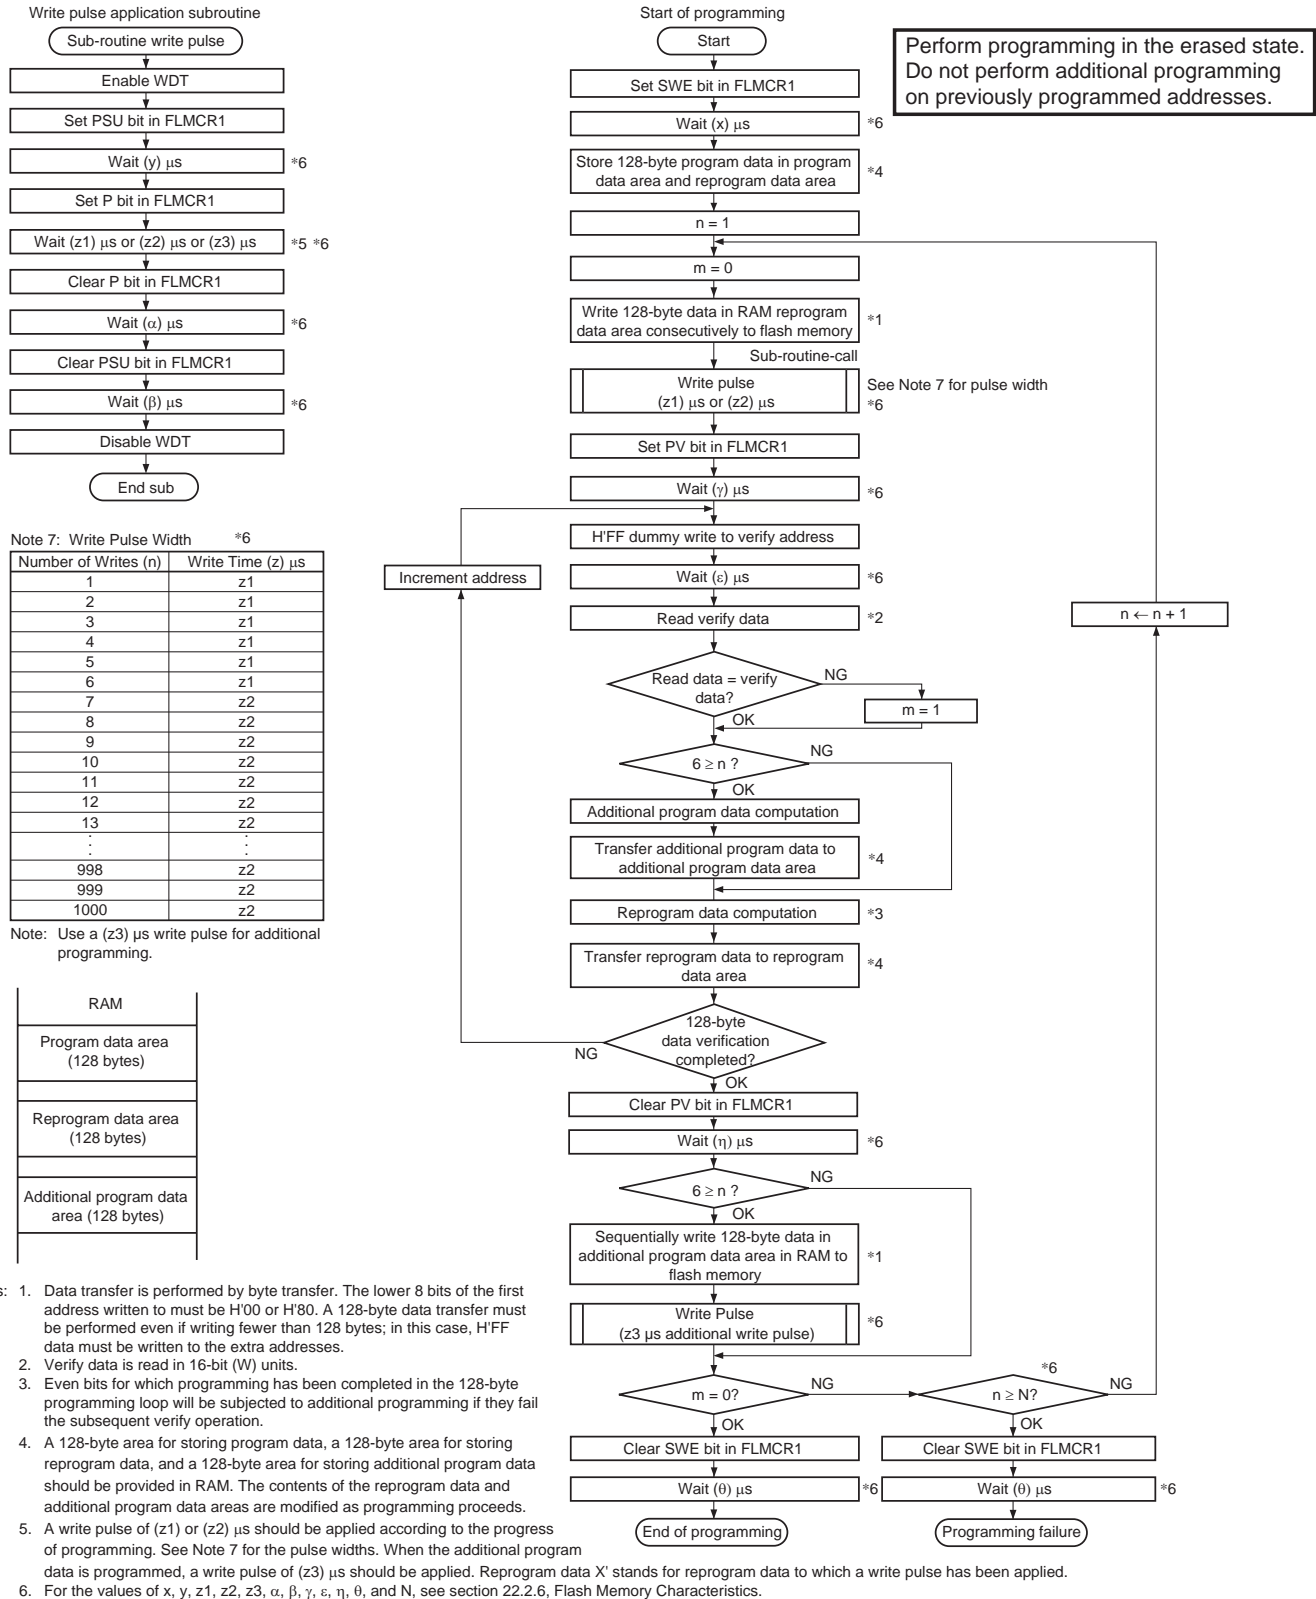 Write pulse application subroutine
Sub-routine write pulse
Enable WDT
Set PSU bit in FLMCR1
Wait (y) μs
*6
Set P bit in FLMCR1
Wait (z1) μs or (z2) μs or (z3) μs
*5 *6
Clear P bit in FLMCR1
Wait (α) μs
*6
Clear PSU bit in FLMCR1
Wait (β) μs
*6
Disable WDT
End sub
Note 7: Write Pulse Width *6
Number of Writes (n) Write Time (z) μs
1 z1
2 z1
3 z1
4 z1
5 z1
6 z1
7 z2
8 z2
9 z2
10 z2
11 z2
12 z2
13 z2
⋮ ⋮
998 z2
999 z2
1000 z2
Note: Use a (z3) μs write pulse for additional
programming.
RAM
Program data area
(128 bytes)
Reprogram data area
(128 bytes)
Additional program data
area (128 bytes)
Start of programming
Start
Perform programming in the erased state.
Do not perform additional programming
on previously programmed addresses.
Set SWE bit in FLMCR1
Wait (x) μs
*6
Store 128-byte program data in program
data area and reprogram data area
*4
n = 1
m = 0
Write 128-byte data in RAM reprogram
data area consecutively to flash memory
*1
Sub-routine-call
Write pulse
(z1) μs or (z2) μs
See Note 7 for pulse width
*6
Set PV bit in FLMCR1
Wait (γ) μs
*6
H'FF dummy write to verify address
Increment address
Wait (ε) μs
*6
Read verify data
*2
n ← n + 1
Read data = verify
data?
NG
m = 1
OK
6 ≥ n ?
NG
OK
Additional program data computation
Transfer additional program data to
additional program data area
*4
Reprogram data computation
*3
Transfer reprogram data to reprogram
data area
*4
128-byte
data verification
completed?
NG
OK
Clear PV bit in FLMCR1
Wait (η) μs
*6
6 ≥ n ?
NG
OK
Sequentially write 128-byte data in
additional program data area in RAM to
flash memory
*1
Write Pulse
(z3 μs additional write pulse)
*6
m = 0?
NG
*6
n ≥ N?
NG
OK
OK
Clear SWE bit in FLMCR1
Clear SWE bit in FLMCR1
Wait (θ) μs
*6
Wait (θ) μs
*6
End of programming
Programming failure
s: 1. Data transfer is performed by byte transfer. The lower 8 bits of the first
address written to must be H'00 or H'80. A 128-byte data transfer must
be performed even if writing fewer than 128 bytes; in this case, H'FF
data must be written to the extra addresses.
2. Verify data is read in 16-bit (W) units.
3. Even bits for which programming has been completed in the 128-byte
programming loop will be subjected to additional programming if they fail
the subsequent verify operation.
4. A 128-byte area for storing program data, a 128-byte area for storing
reprogram data, and a 128-byte area for storing additional program data
should be provided in RAM. The contents of the reprogram data and
additional program data areas are modified as programming proceeds.
5. A write pulse of (z1) or (z2) μs should be applied according to the progress
of programming. See Note 7 for the pulse widths. When the additional program
data is programmed, a write pulse of (z3) μs should be applied. Reprogram data X' stands for reprogram data to which a write pulse has been applied.
6. For the values of x, y, z1, z2, z3, α, β, γ, ε, η, θ, and N, see section 22.2.6, Flash Memory Characteristics.